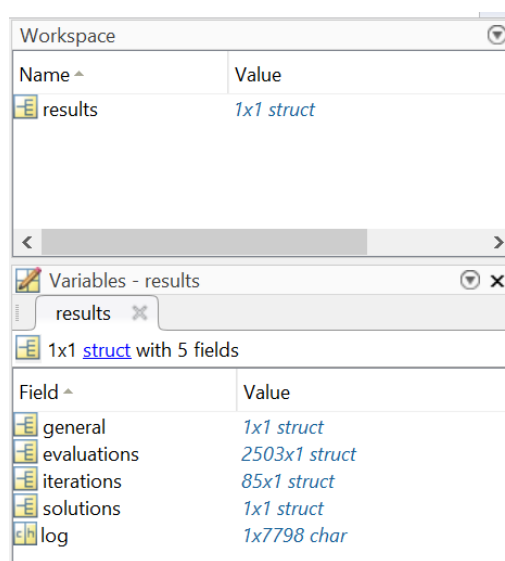 Workspace
Name Value
results 1x1 struct
Variables - results
results
1x1 struct with 5 fields
Field Value
general 1x1 struct
evaluations 2503x1 struct
iterations 85x1 struct
solutions 1x1 struct
ch log 1x7798 char